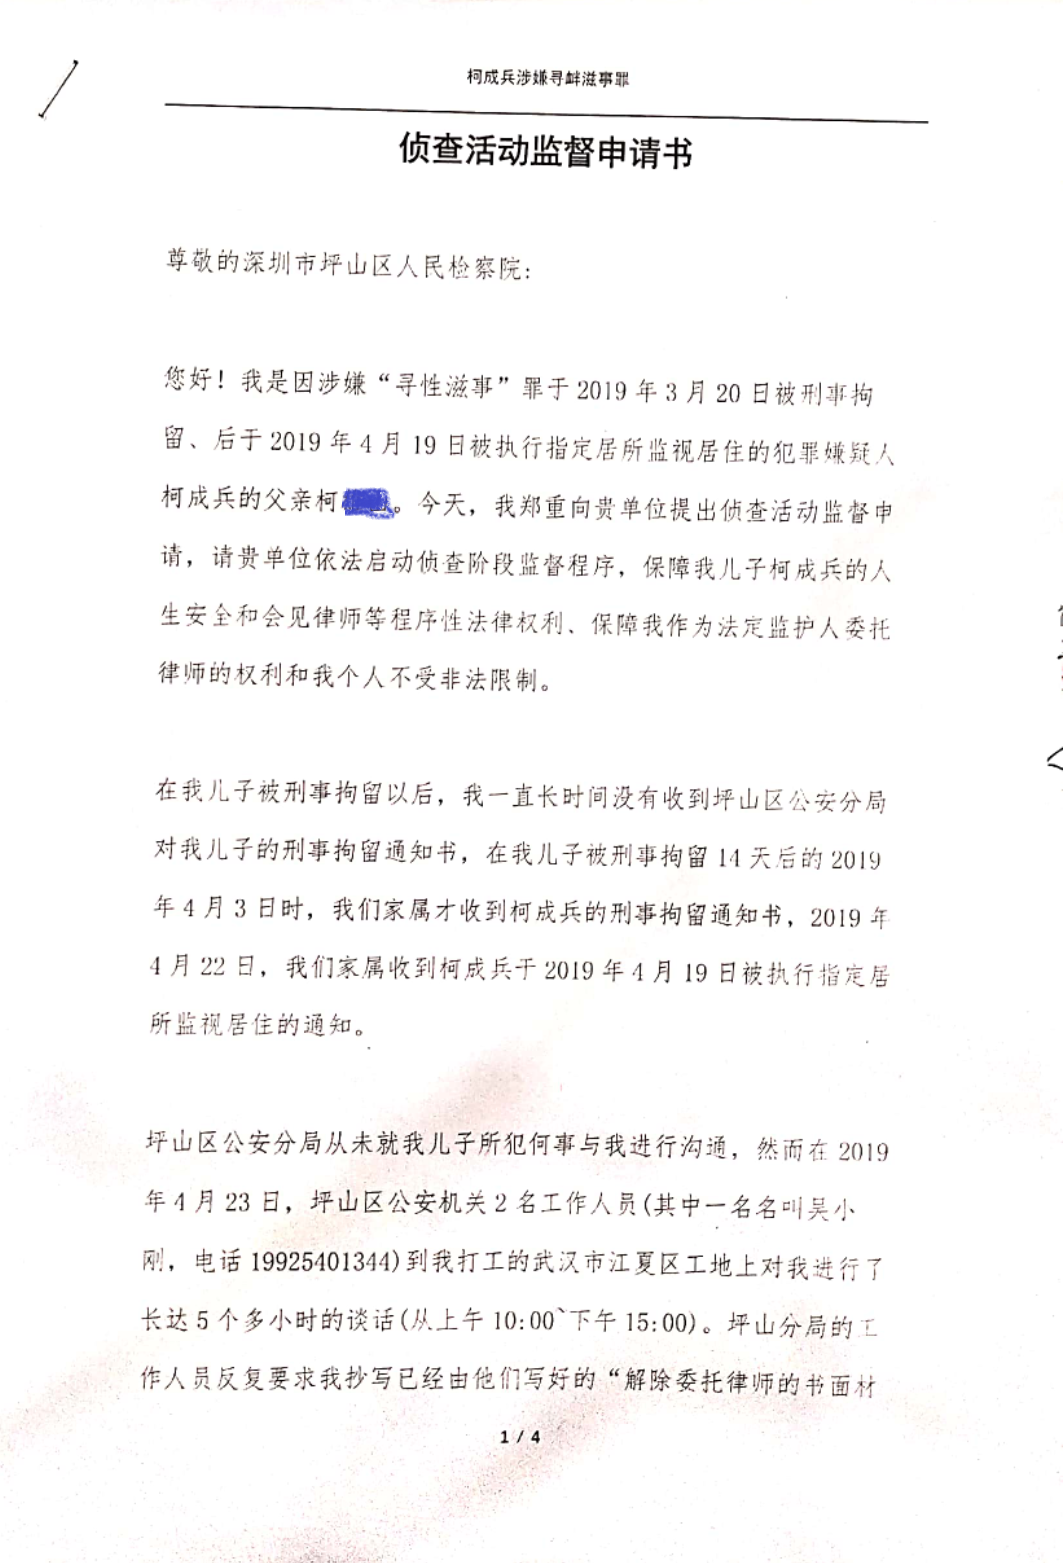 柯成兵涉嫌寻衅滋事罪
侦查活动监督申请书
尊敬的深圳市坪山区人民检察院:
您好！我是因涉嫌“寻性滋事”罪于 2019 年 3 月 20 日被刑事拘
留、后于 2019 年 4 月 19 日被执行指定居所监视居住的犯罪嫌疑人
柯成兵的父亲柯 。今天，我郑重向贵单位提出侦查活动监督申
请，请贵单位依法启动侦查阶段监督程序，保障我儿子柯成兵的人
生安全和会见律师等程序性法律权利、保障我作为法定监护人委托
律师的权利和我个人不受非法限制。
在我儿子被刑事拘留以后，我一直长时间没有收到坪山区公安分局
对我儿子的刑事拘留通知书，在我儿子被刑事拘留 14 天后的 2019
年 4 月 3 日时，我们家属才收到柯成兵的刑事拘留通知书，2019 年
4 月 22 日，我们家属收到柯成兵于 2019 年 4 月 19 日被执行指定居
所监视居住的通知。
坪山区公安分局从未就我儿子所犯何事与我进行沟通，然而在 2019
年 4 月 23 日，坪山区公安机关 2 名工作人员(其中一名名叫吴小
刚，电话 19925401344)到我打工的武汉市江夏区工地上对我进行了
长达 5 个多小时的谈话(从上午 10:00`下午 15:00)。坪山分局的工
作人员反复要求我抄写已经由他们写好的“解除委托律师的书面材
1 / 4